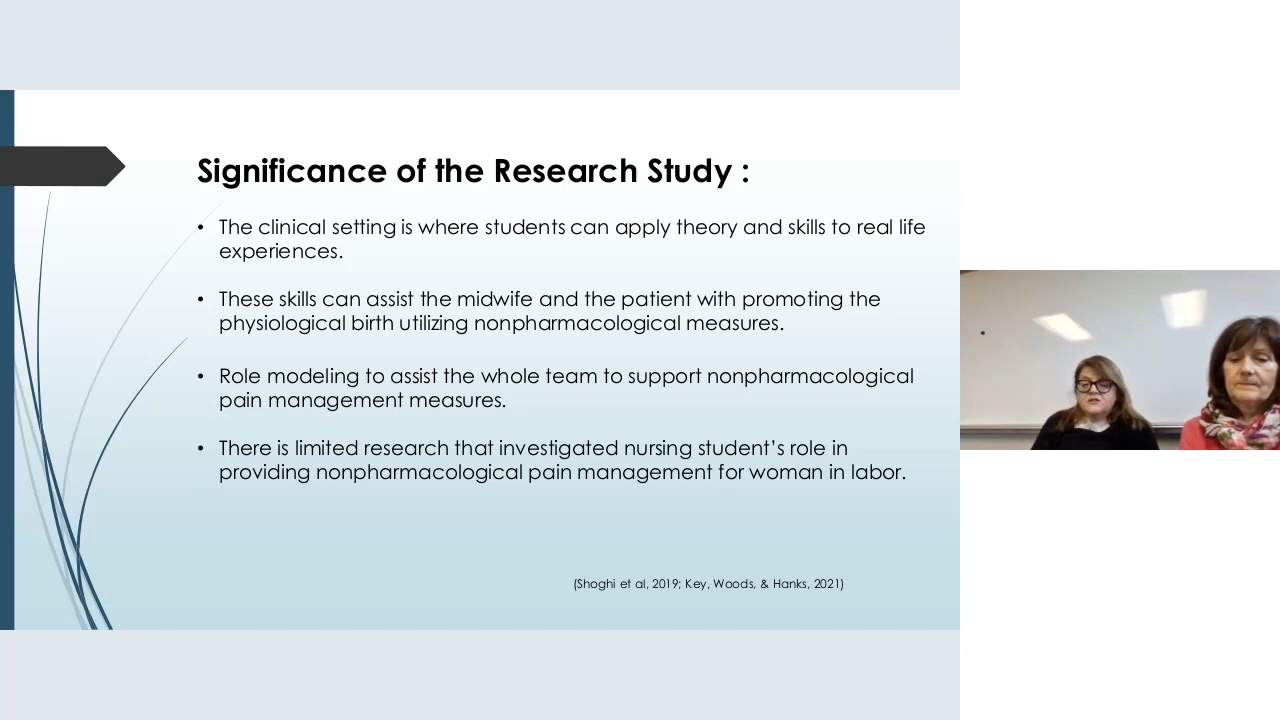 Significance of the Research Study :
• The clinical setting is where students can apply theory and skills to real life
experiences.
• These skills can assist the midwife and the patient with promoting the
physiological birth utilizing nonpharmacological measures.
• Role modeling to assist the whole team to support nonpharmacological
pain management measures.
• There is limited research that investigated nursing student’s role in
providing nonpharmacological pain management for woman in labor.
(Shoghi et al, 2019; Key, Woods, & Hanks, 2021)